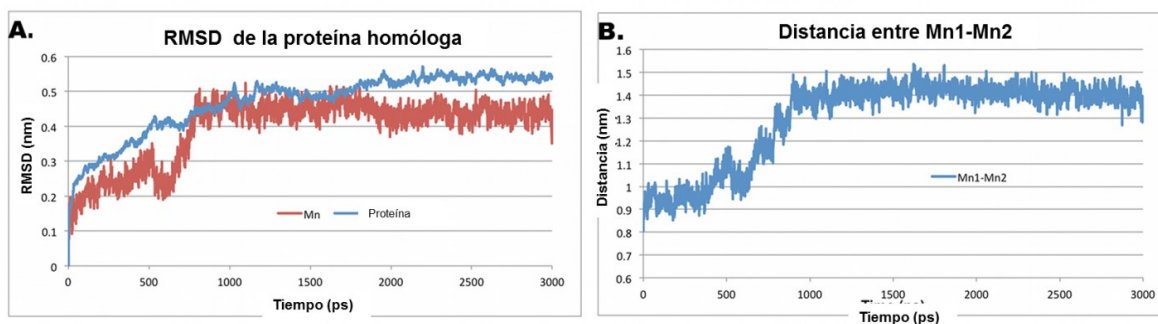 A.
RMSD de la proteína homóloga
0.6
0.5
0.4
0.3
0.2
0.1
0
RMSD (nm)
Mn
Proteína
0 500 1000 1500 2000 2500 3000
Tiempo (ps)
B.
Distancia entre Mn1-Mn2
1.6
1.5
1.4
1.3
1.2
1.1
1
0.9
0.8
0.7
0.6
Distancia (nm)
Mn1-Mn2
0 500 1000 1500 2000 2500 3000
Tiempo (ps)